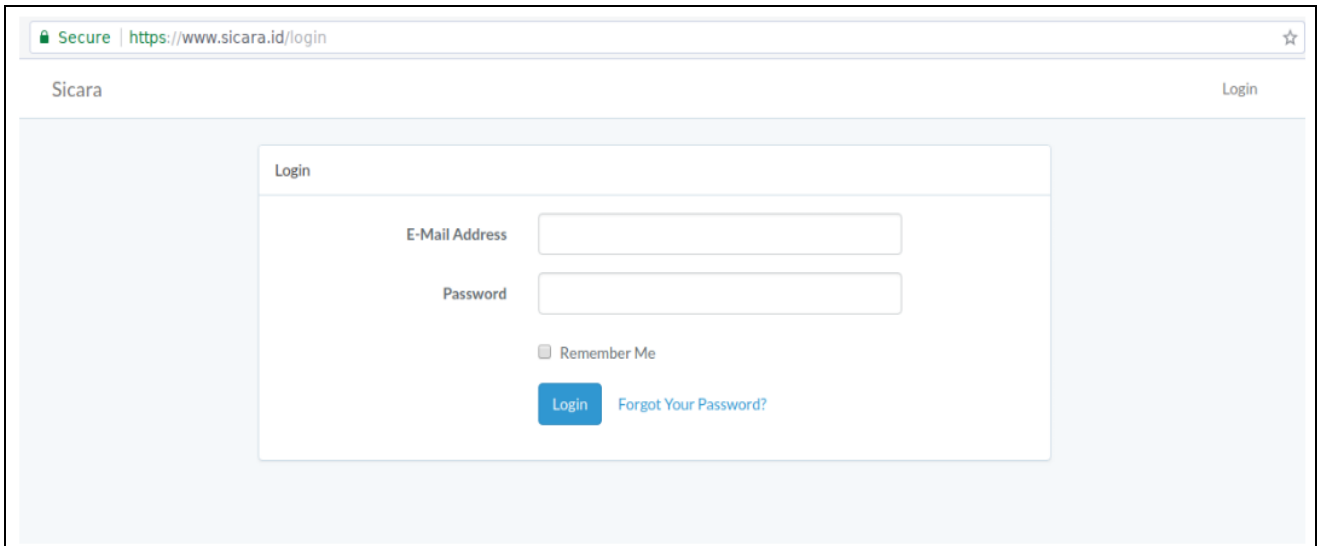 Secure | https://www.sicara.id/login
Sicara Login
Login
E-Mail Address
Password
Remember Me
Login Forgot Your Password?